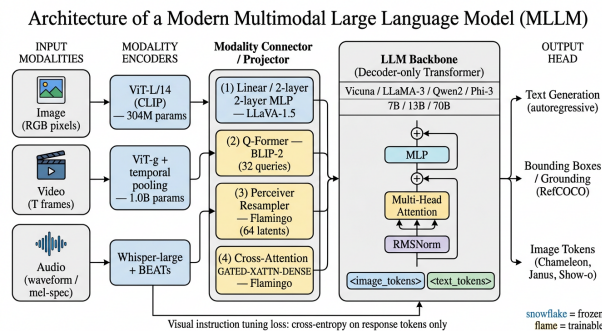 Architecture of a Modern Multimodal Large Language Model (MLLM)
INPUT
MODALITIES
Image
(RGB pixels)
Video
(T frames)
Audio
(waveform /
mel-spec)
MODALITY
ENCODERS
ViT-L/14
(CLIP)
— 304M params
ViT-g +
temporal
pooling
— 1.0B params
Whisper-large
+ BEATs
Modality Connector
/ Projector
(1) Linear / 2-layer
2-layer MLP
— LLaVA-1.5
(2) Q-Former —
BLIP-2
(32 queries)
(3) Perceiver
Resampler
— Flamingo
(64 latents)
(4) Cross-Attention
GATED-XATTN-DENSE
— Flamingo
LLM Backbone
(Decoder-only Transformer)
Vicuna / LLaMA-3 / Qwen2 / Phi-3
7B / 13B / 70B
MLP
Multi-Head
Attention
RMSNorm
<image_tokens>
<text_tokens>
OUTPUT
HEAD
Text Generation
(autoregressive)
Bounding Boxes
/ Grounding
(RefCOCO)
Image Tokens
(Chameleon,
Janus, Show-o)
Visual instruction tuning loss: cross-entropy on response tokens only
snowflake = frozen
flame = trainable